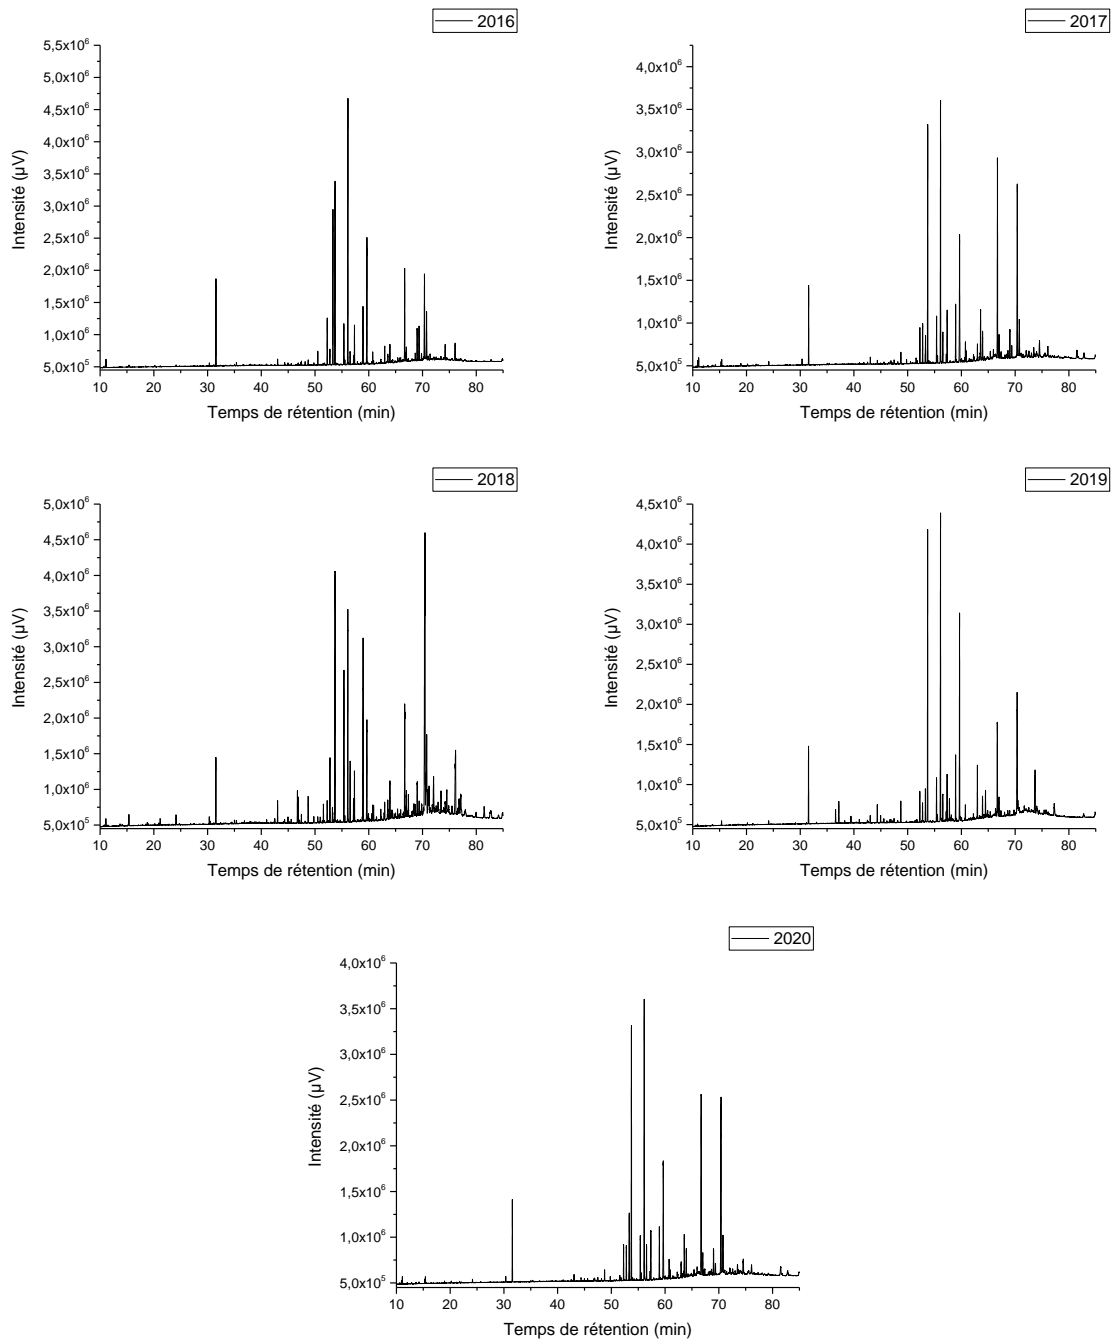 2016
5,5x10⁶
5,0x10⁶
4,5x10⁶
4,0x10⁶
3,5x10⁶
3,0x10⁶
2,5x10⁶
2,0x10⁶
1,5x10⁶
1,0x10⁶
5,0x10⁵
Intensité (µV)
10 20 30 40 50 60 70 80
Temps de rétention (min)
2017
4,0x10⁶
3,5x10⁶
3,0x10⁶
2,5x10⁶
2,0x10⁶
1,5x10⁶
1,0x10⁶
5,0x10⁵
Intensité (µV)
10 20 30 40 50 60 70 80
Temps de rétention (min)
2018
5,0x10⁶
4,5x10⁶
4,0x10⁶
3,5x10⁶
3,0x10⁶
2,5x10⁶
2,0x10⁶
1,5x10⁶
1,0x10⁶
5,0x10⁵
Intensité (µV)
10 20 30 40 50 60 70 80
Temps de rétention (min)
2019
4,5x10⁶
4,0x10⁶
3,5x10⁶
3,0x10⁶
2,5x10⁶
2,0x10⁶
1,5x10⁶
1,0x10⁶
5,0x10⁵
Intensité (µV)
10 20 30 40 50 60 70 80
Temps de rétention (min)
2020
4,0x10⁶
3,5x10⁶
3,0x10⁶
2,5x10⁶
2,0x10⁶
1,5x10⁶
1,0x10⁶
5,0x10⁵
Intensité (µV)
10 20 30 40 50 60 70 80
Temps de rétention (min)